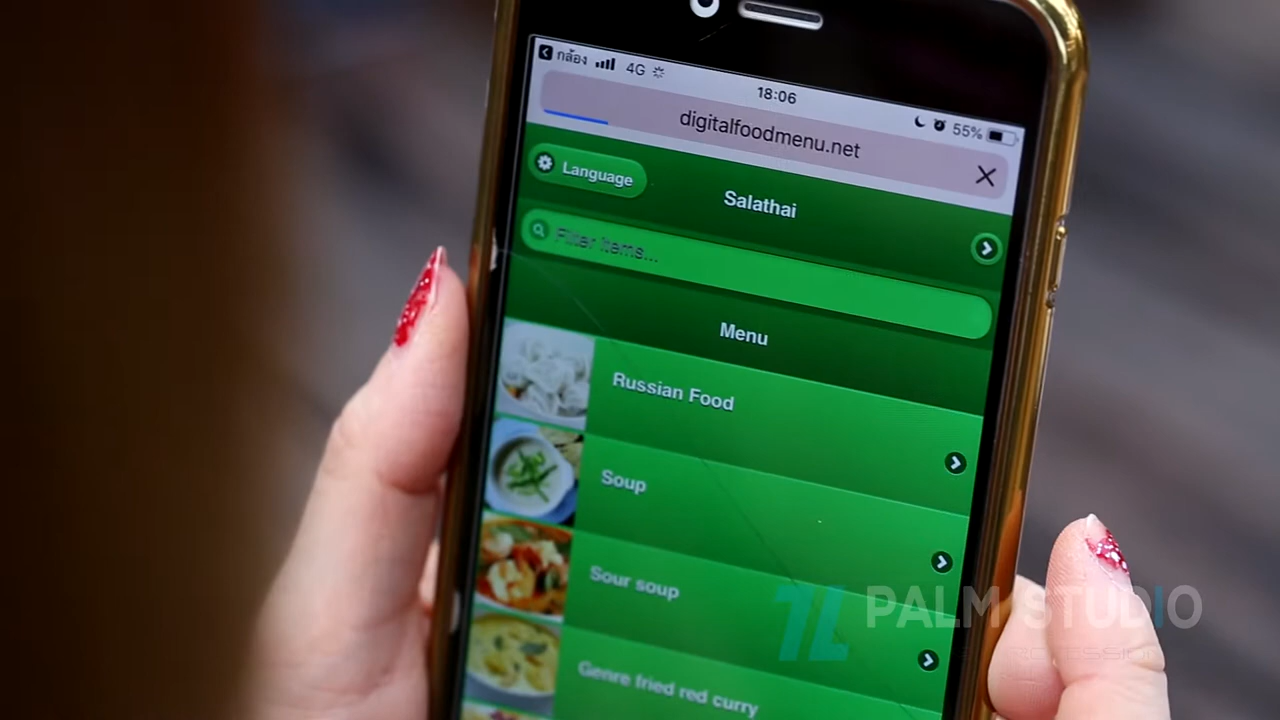 กล้อง 4G
18:06
55%
digitalfoodmenu.net
Language
Salathai
Filter items...
Menu
Russian Food
Soup
Sour soup
Genre fried red curry
PALM STUDIO